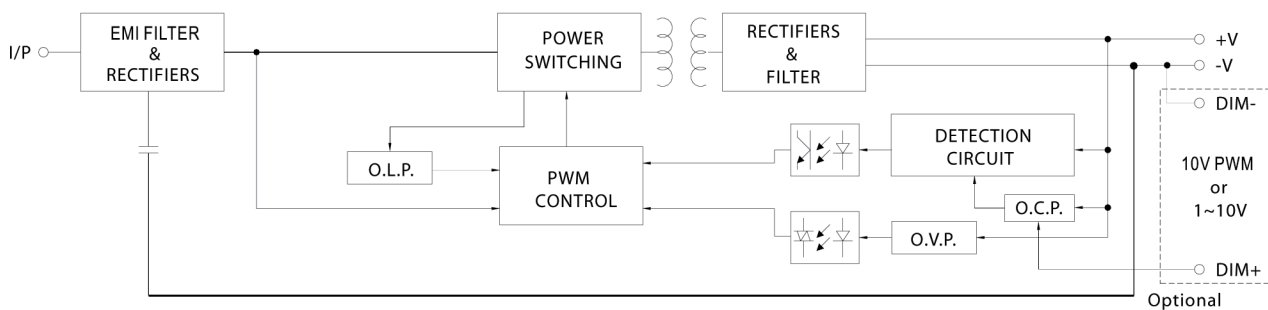 I/P
EMI FILTER
&
RECTIFIERS
POWER
SWITCHING
RECTIFIERS
&
FILTER
+V
-V
DIM-
O.L.P.
PWM
CONTROL
DETECTION
CIRCUIT
O.C.P.
O.V.P.
10V PWM
or
1~10V
DIM+
Optional